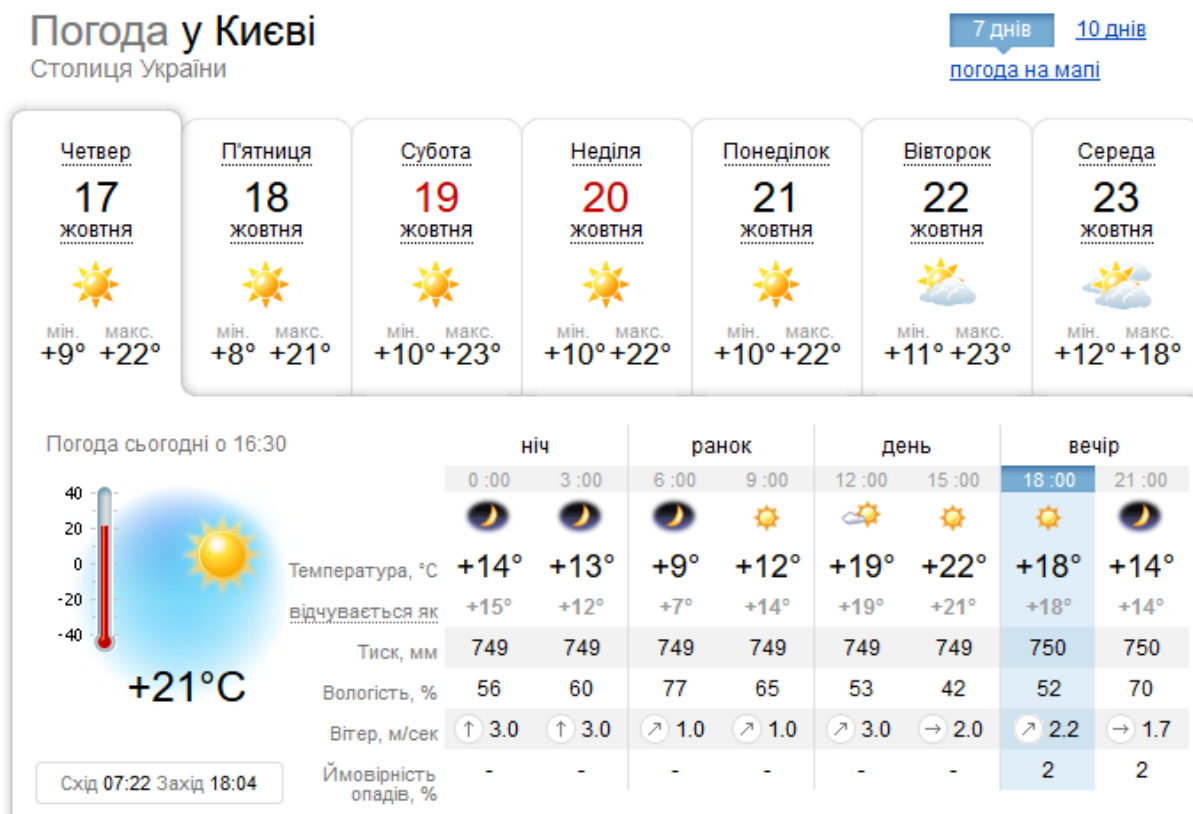 Погода у Києві
Столиця України
7 днів 10 днів
погода на мапі
Четвер П'ятниця Субота Неділя Понеділок Вівторок Середа
17 18 19 20 21 22 23
жовтня жовтня жовтня жовтня жовтня жовтня жовтня
мін. макс. мін. макс. мін. макс. мін. макс. мін. макс. мін. макс. мін. макс.
+9° +22° +8° +21° +10° +23° +10° +22° +10° +22° +11° +23° +12° +18°
Погода сьогодні о 16:30
ніч ранок день вечір
0 :00 3 :00 6 :00 9 :00 12 :00 15 :00 18 :00 21 :00
40
20
0
-20
-40
+21°C
Температура, °C +14° +13° +9° +12° +19° +22° +18° +14°
відчувається як +15° +12° +7° +14° +19° +21° +18° +14°
Тиск, мм 749 749 749 749 749 749 750 750
Вологість, % 56 60 77 65 53 42 52 70
Вітер, м/сек ↑ 3.0 ↑ 3.0 ↗ 1.0 ↗ 1.0 ↗ 3.0 → 2.0 ↗ 2.2 → 1.7
Ймовірність - - - - - - 2 2
опадів, %
Схід 07:22 Захід 18:04